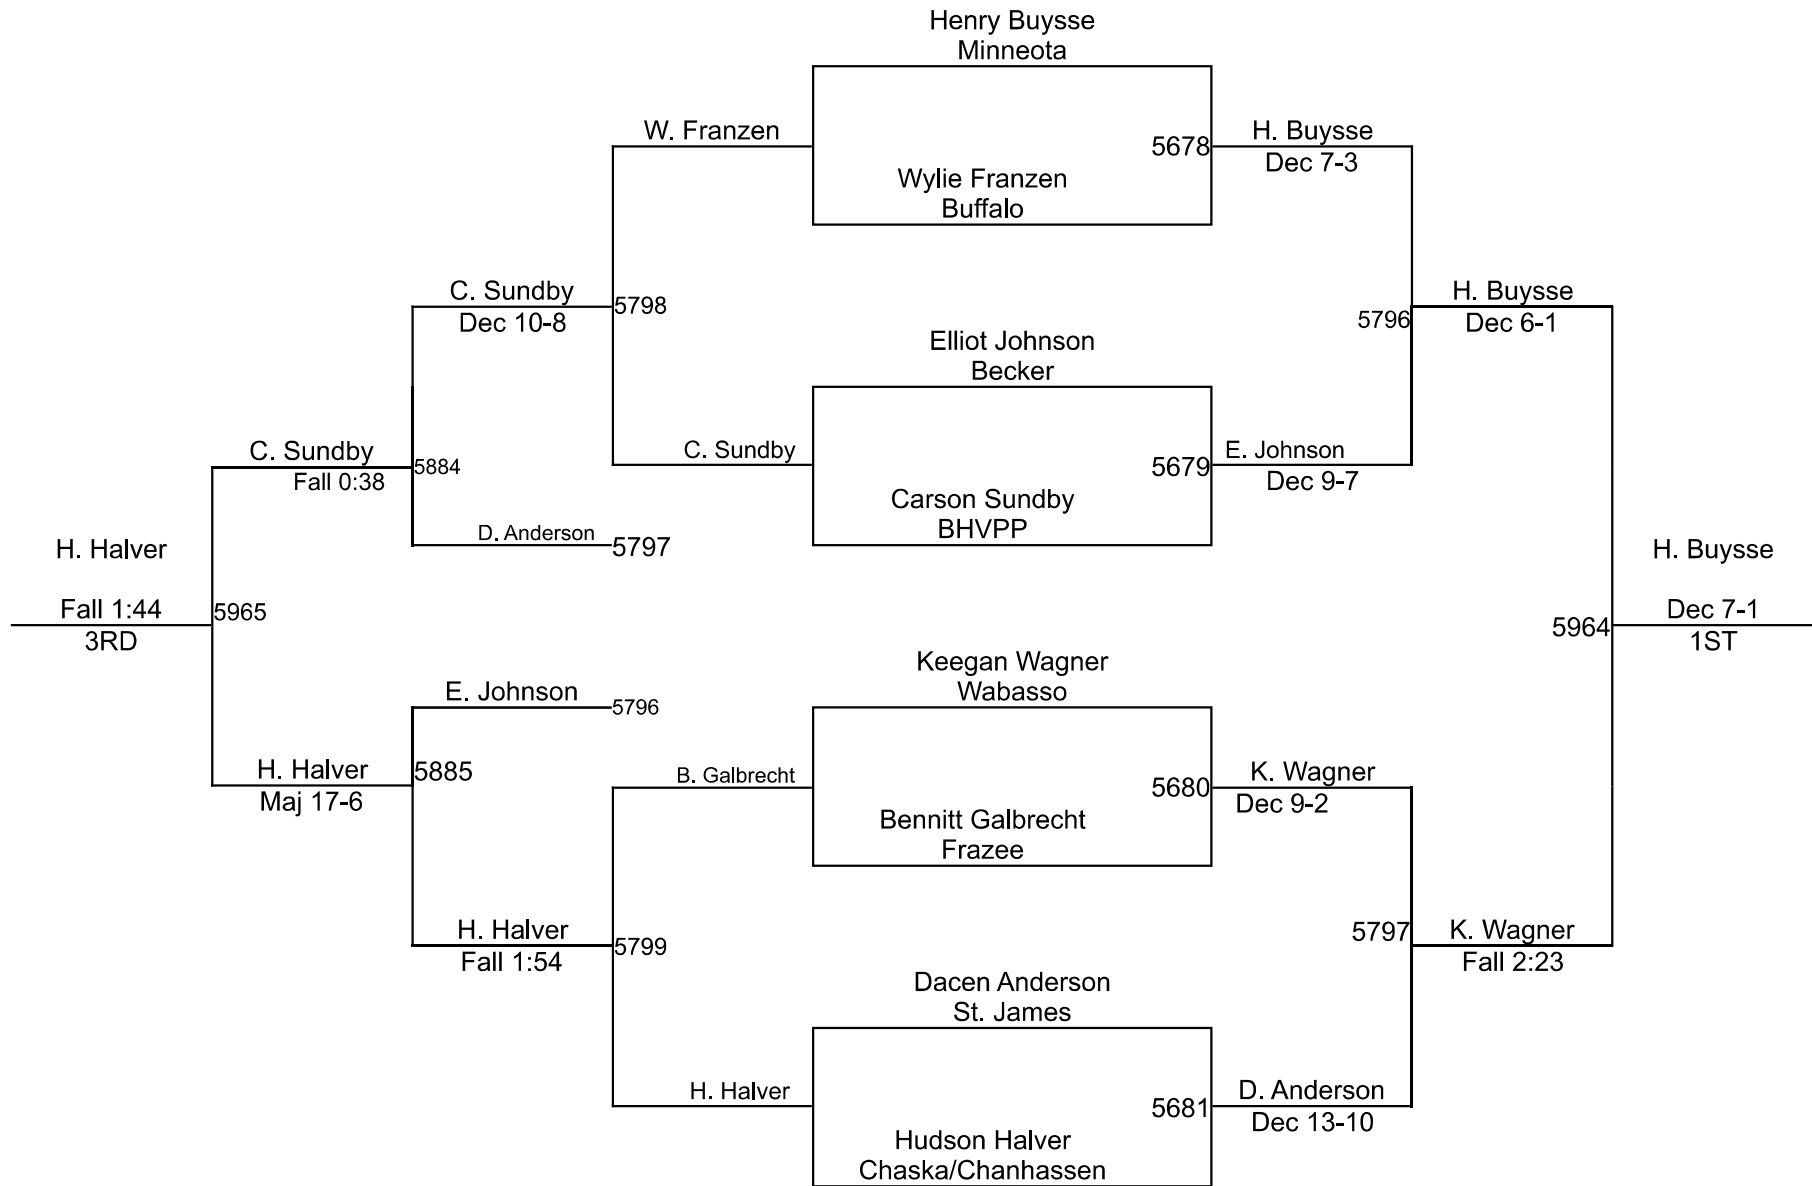 Henry Buysse
Minneota
W. Franzen
5678
H. Buysse
Dec 7-3
Wylie Franzen
Buffalo
C. Sundby
Dec 10-8
5798
5796
H. Buysse
Dec 6-1
Elliot Johnson
Becker
C. Sundby
Fall 0:38
5884
C. Sundby
5679
E. Johnson
Dec 9-7
Carson Sundby
BHVPP
D. Anderson
5797
H. Halver
Fall 1:44
3RD
5965
5964
H. Buysse
Dec 7-1
1ST
Keegan Wagner
Wabasso
E. Johnson
5796
H. Halver
Maj 17-6
5885
B. Galbrecht
5680
K. Wagner
Dec 9-2
Bennitt Galbrecht
Frazee
H. Halver
Fall 1:54
5799
5797
K. Wagner
Fall 2:23
Dacen Anderson
St. James
H. Halver
5681
D. Anderson
Dec 13-10
Hudson Halver
Chaska/Chanhassen